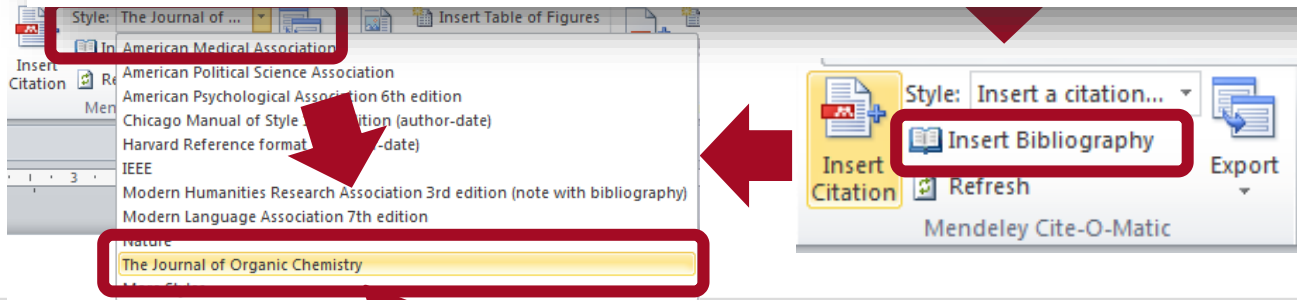 Style: The Journal of ...
Insert Table of Figures
Insert
Citation
American Medical Association
American Political Science Association
American Psychological Association 6th edition
Chicago Manual of Style
(author-date)
Harvard Reference format
IEEE
Modern Humanities Research Association 3rd edition (note with bibliography)
Modern Language Association 7th edition
Nature
The Journal of Organic Chemistry
3
Style: Insert a citation...
Insert Bibliography
Refresh
Insert
Citation
Export
Mendeley Cite-O-Matic